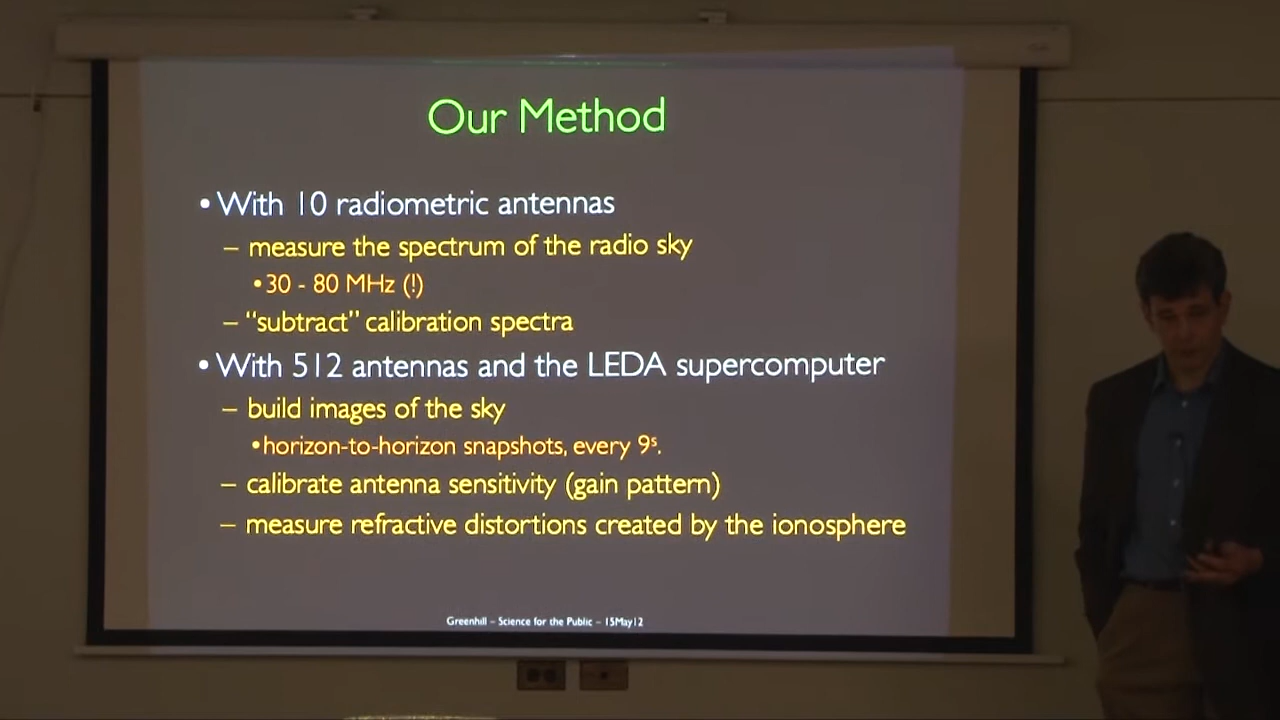 Our Method
• With 10 radiometric antennas
– measure the spectrum of the radio sky
• 30 - 80 MHz (!)
– “subtract” calibration spectra
• With 512 antennas and the LEDA supercomputer
– build images of the sky
• horizon-to-horizon snapshots, every 9ˢ.
– calibrate antenna sensitivity (gain pattern)
– measure refractive distortions created by the ionosphere
Greenhill – Science for the Public – 15May12